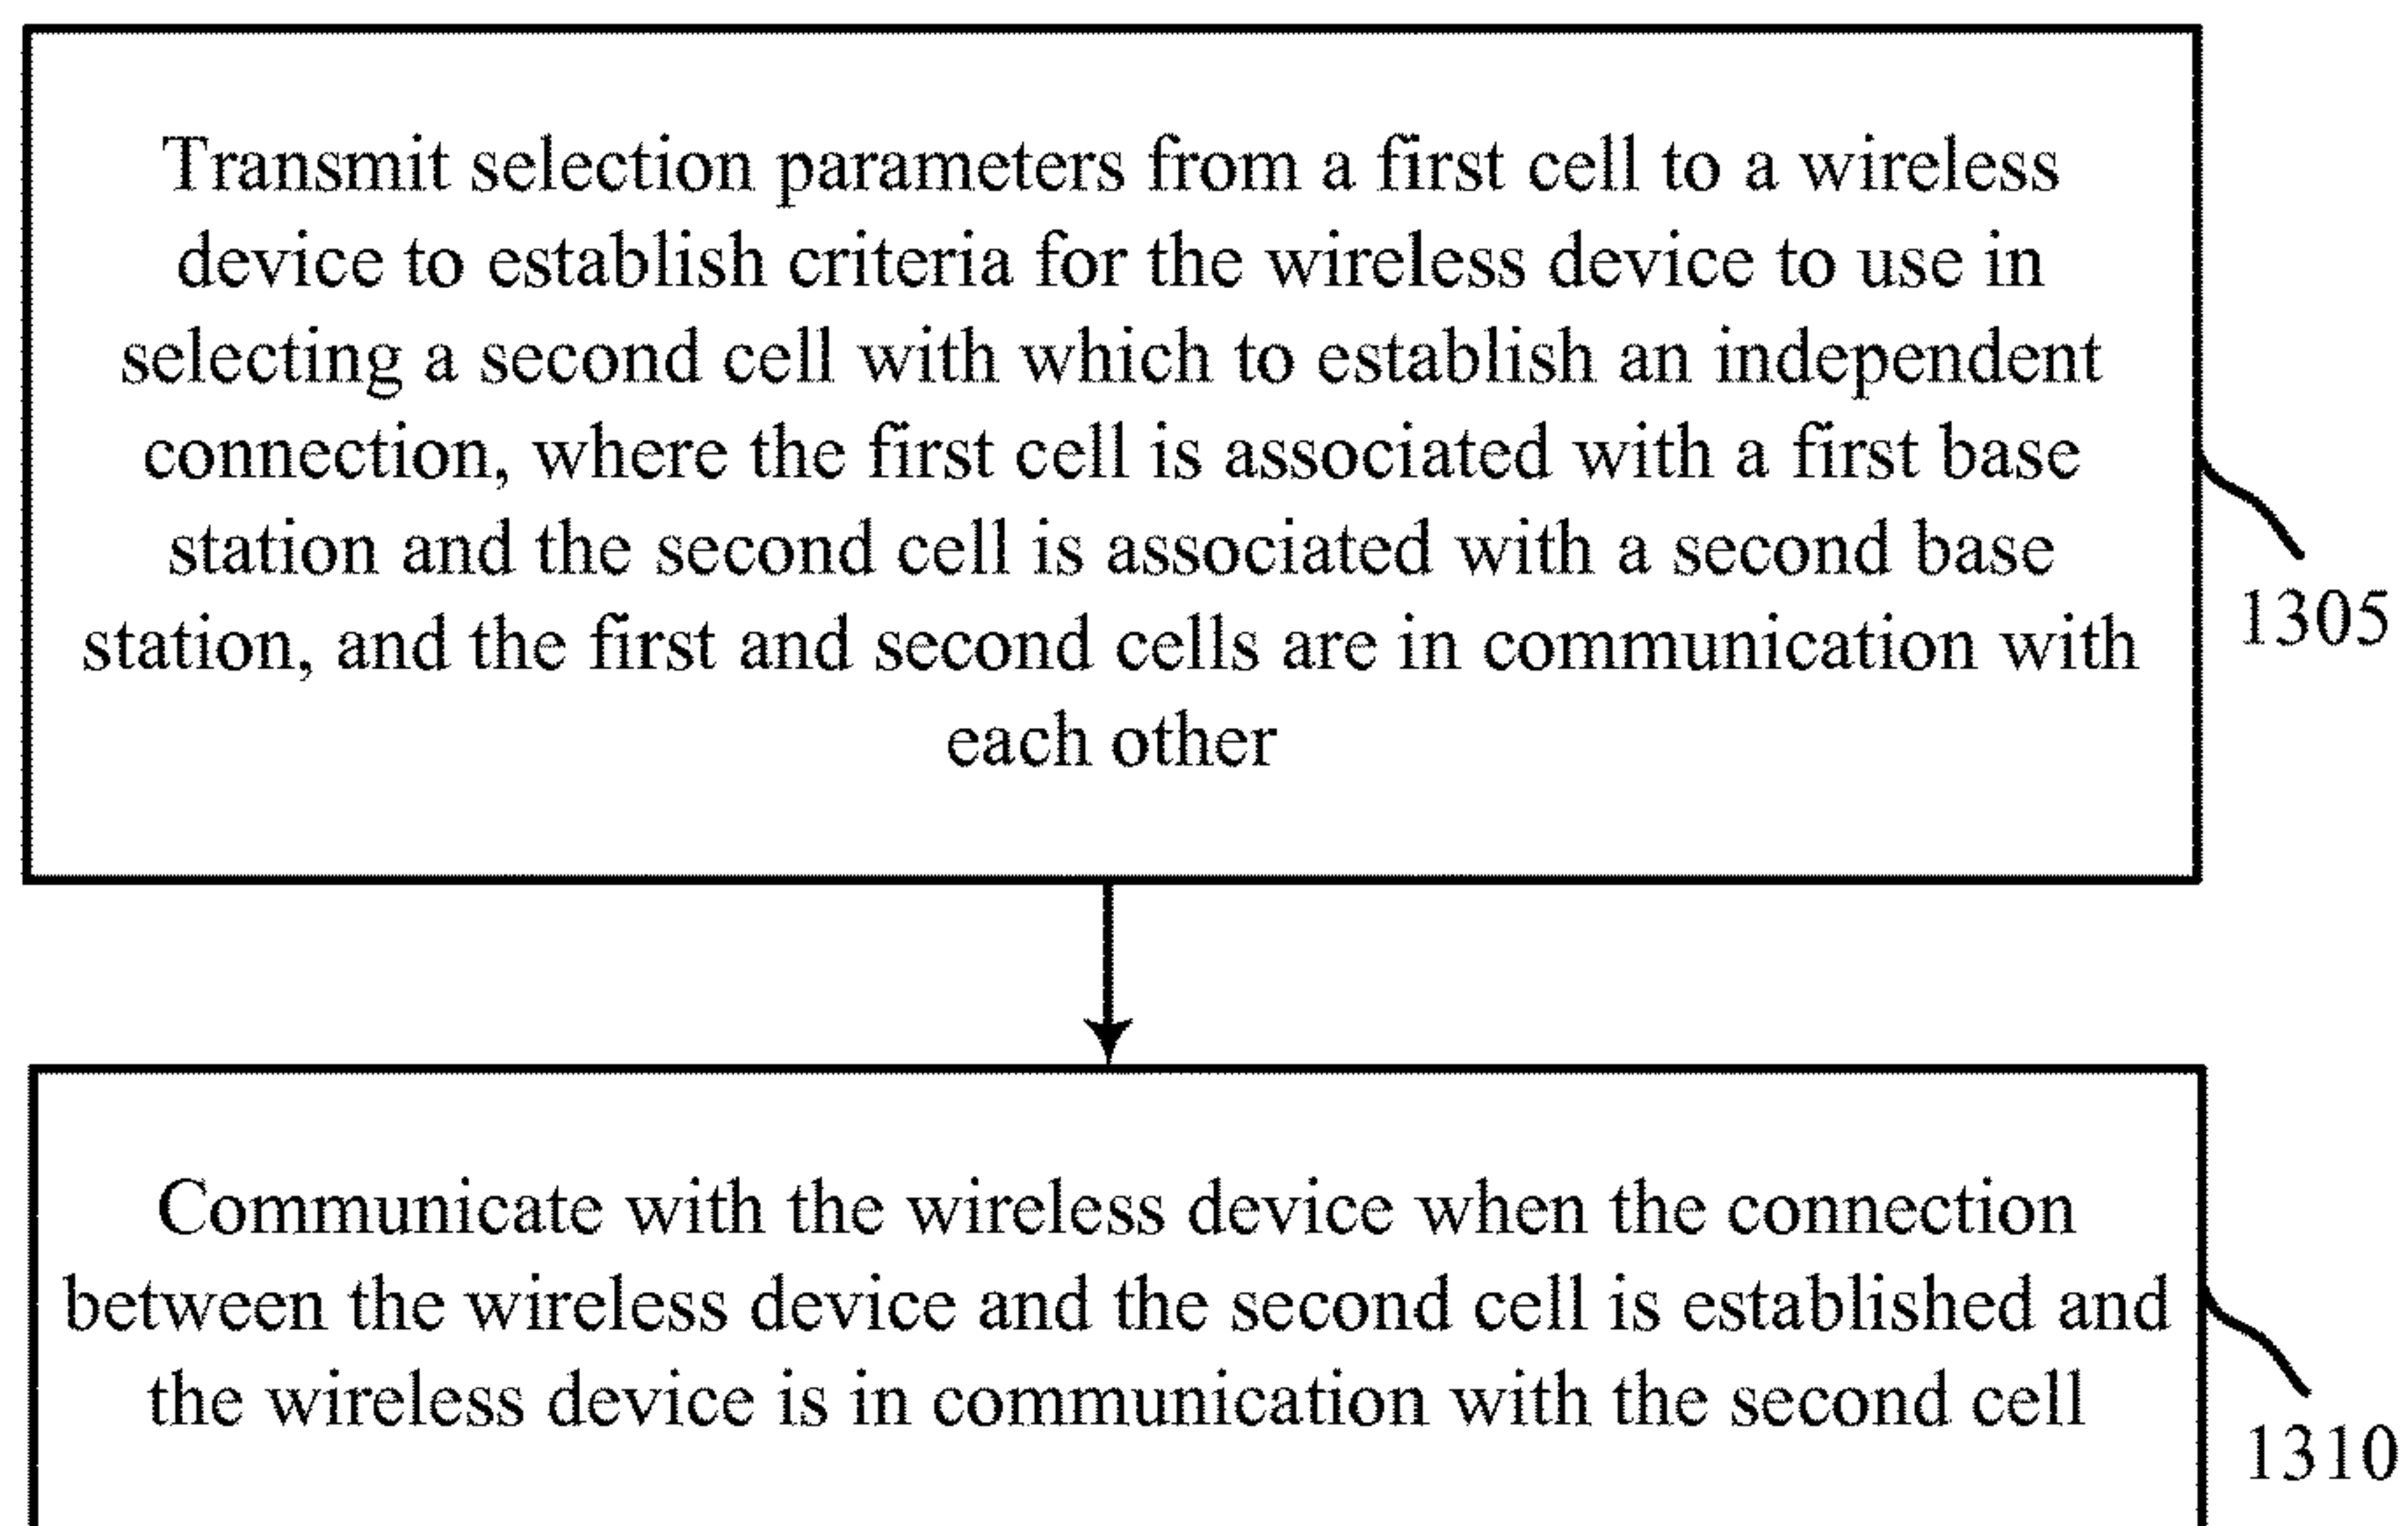 Transmit selection parameters from a first cell to a wireless
device to establish criteria for the wireless device to use in
selecting a second cell with which to establish an independent
connection, where the first cell is associated with a first base
station and the second cell is associated with a second base
station, and the first and second cells are in communication with
each other
1305
Communicate with the wireless device when the connection
between the wireless device and the second cell is established and
the wireless device is in communication with the second cell
1310